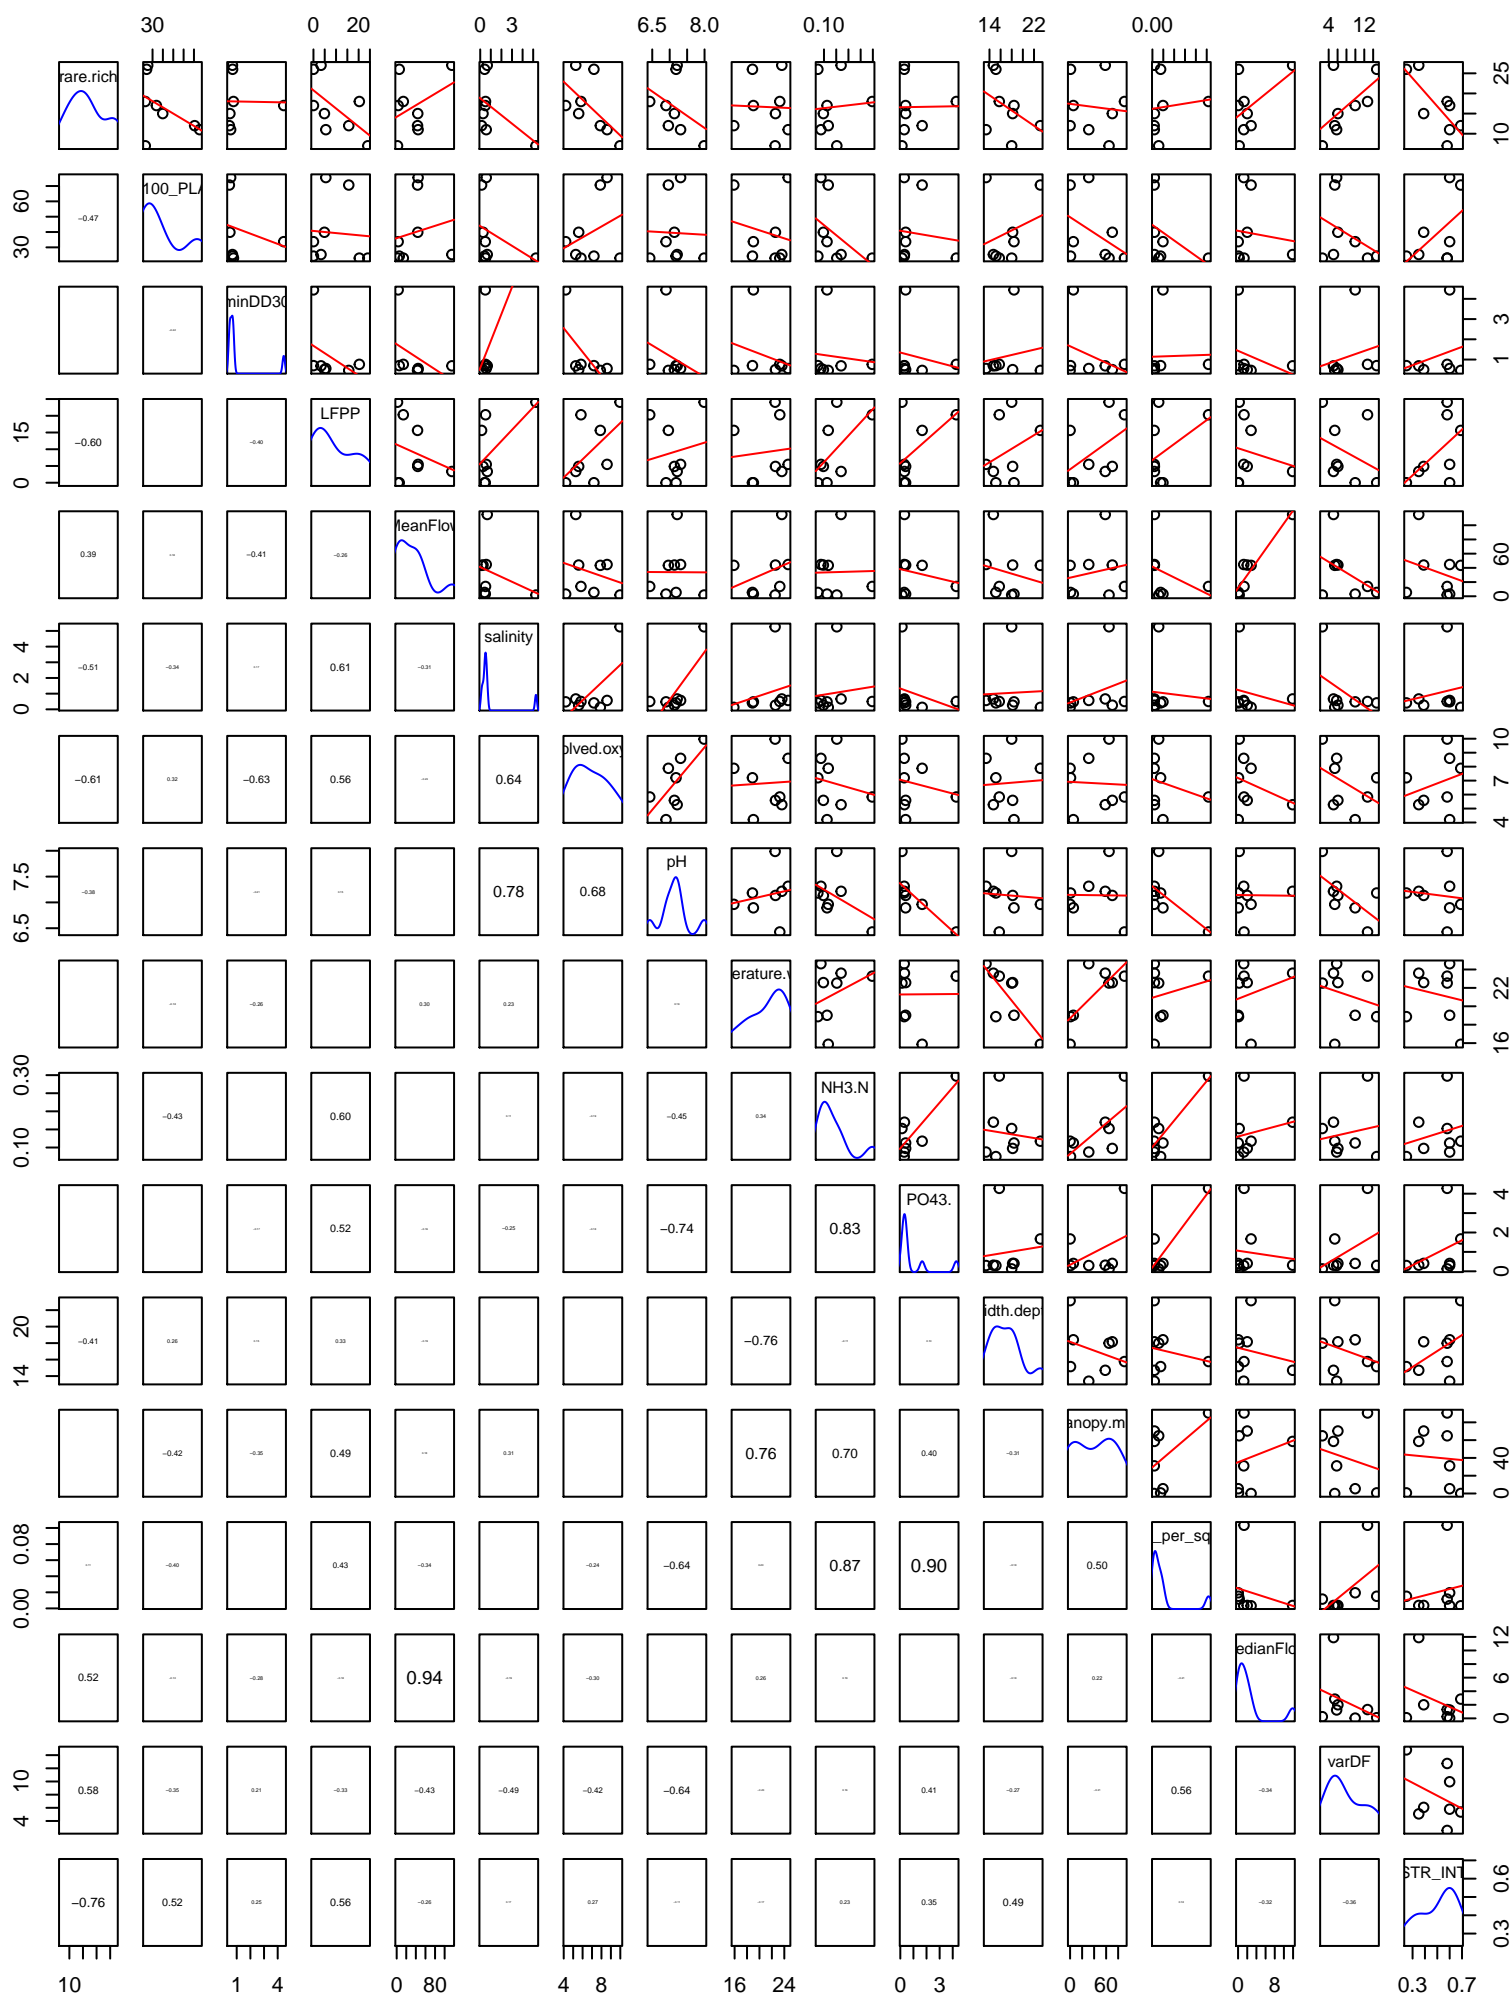 30 0 20 0 3 6.5 8.0 0.10 14 22 0.00 4 12
rare.rich
10 25
30 60
100_PL
−0.47
minDD30
1 3
0 15
−0.60 −0.40
LFPP
0.39 −0.41 −0.26
MeanFlow
0 60
0 2 4
−0.51 −0.34 0.61 −0.31
salinity
−0.61 0.32 −0.63 0.56 0.64
olved.oxy
4 7 10
6.5 7.5
−0.38 0.78 0.68
pH
−0.26 0.30 0.23
erature.
16 22
0.10 0.30
−0.43 0.60 −0.45 0.34
NH3.N
0.52 −0.25 −0.74 0.83
PO43.
0 2 4
14 20
−0.41 0.26 0.33 −0.76
idth.dep
−0.42 −0.35 0.49 0.31 0.76 0.70 0.40 −0.31
anopy.m
0 40
0.00 0.08
−0.40 0.43 −0.34 −0.24 −0.64 0.87 0.90 0.50
_per_sq
0.52 −0.28 0.94 −0.30 0.26 0.22
edianFlo
0 6 12
4 10
0.58 −0.35 0.21 −0.33 −0.43 −0.49 −0.42 −0.64 0.41 −0.27 0.56 −0.34
varDF
−0.76 0.52 0.25 0.56 −0.26 0.27 0.23 0.35 0.49 −0.32 −0.36
STR_INT
0.3 0.6
10 1 4 0 80 4 8 16 24 0 3 0 60 0 8 0.3 0.7